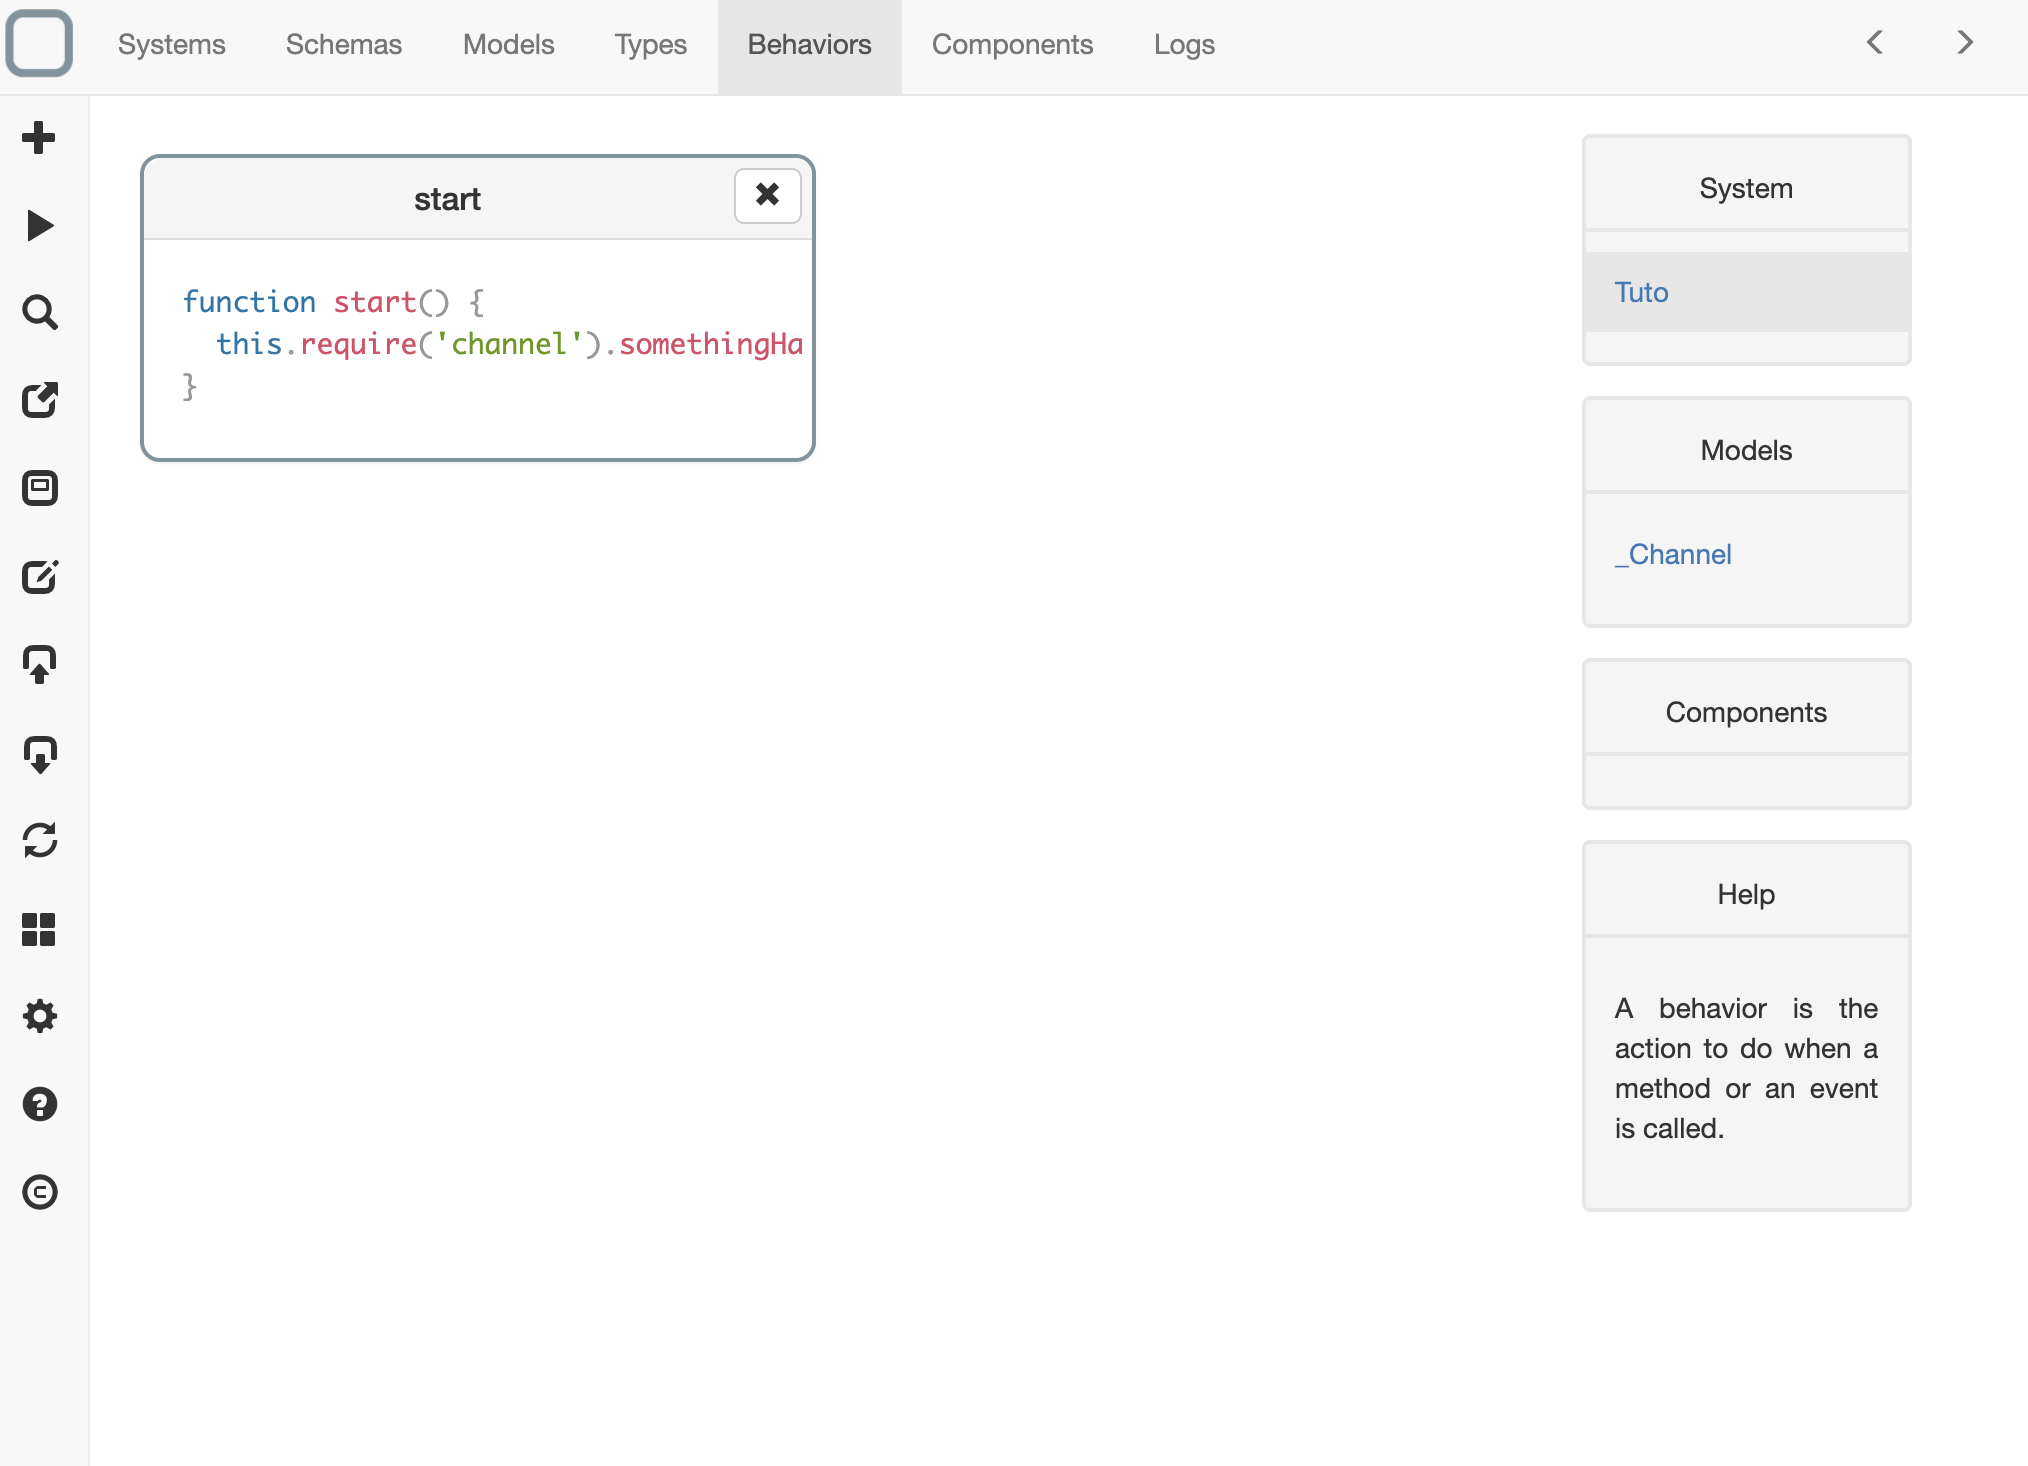 Systems Schemas Models Types Behaviors Components Logs
start
function start() {
this.require('channel').somethingHa
}
System
Tuto
Models
_Channel
Components
Help
A behavior is the
action to do when a
method or an event
is called.